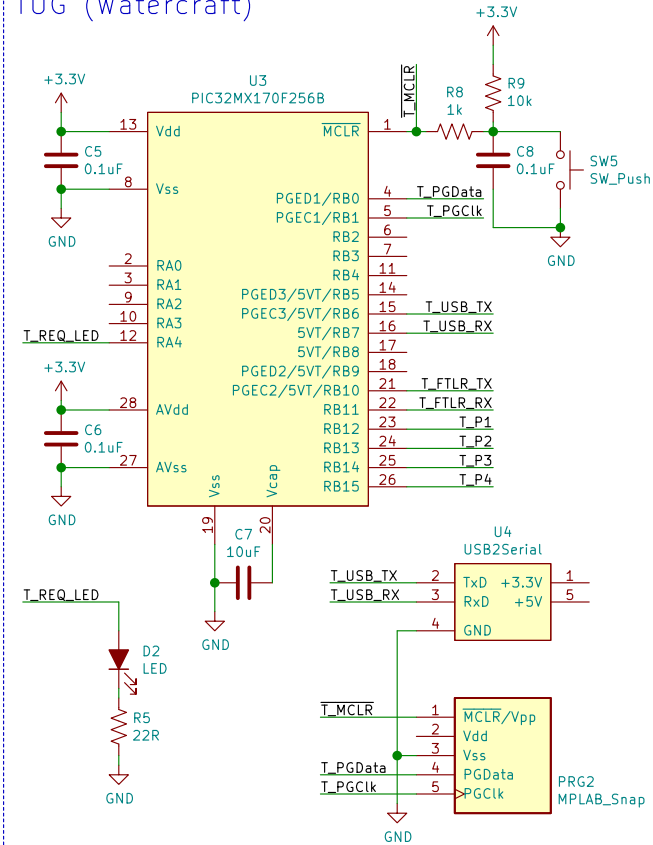 TUG (Watercraft)
+3.3V
+3.3V
U3
PIC32MX170F256B
T_MCLR
R8
1k
R9
10k
13 Vdd
MCLR 1
C5
0.1uF
C8
0.1uF
SW5
SW_Push
8 Vss
PGED1/RB0 4 T_PGData
PGEC1/RB1 5 T_PGClk
GND
RB2 6
GND
RB3 7
2 RA0
RB4 11
3 RA1
PGED3/5VT/RB5 14
9 RA2
PGEC3/5VT/RB6 15 T_USB_TX
10 RA3
5VT/RB7 16 T_USB_RX
T_REQ_LED 12 RA4
5VT/RB8 17
+3.3V
PGED2/5VT/RB9 18
PGEC2/5VT/RB10 21 T_FTLR_TX
28 AVdd
RB11 22 T_FTLR_RX
C6
0.1uF
RB12 23 T_P1
RB13 24 T_P2
27 AVss
RB14 25 T_P3
RB15 26 T_P4
Vss
Vcap
GND
19
20
C7
10uF
U4
USB2Serial
T_USB_TX 2 TxD +3.3V 1
T_USB_RX 3 RxD +5V 5
4 GND
T_REQ_LED
GND
D2
LED
R5
22R
GND
T_MCLR 1 MCLR/Vpp
2 Vdd
3 Vss
T_PGData 4 PGData
T_PGClk 5 PGClk
PRG2
MPLAB_Snap
GND